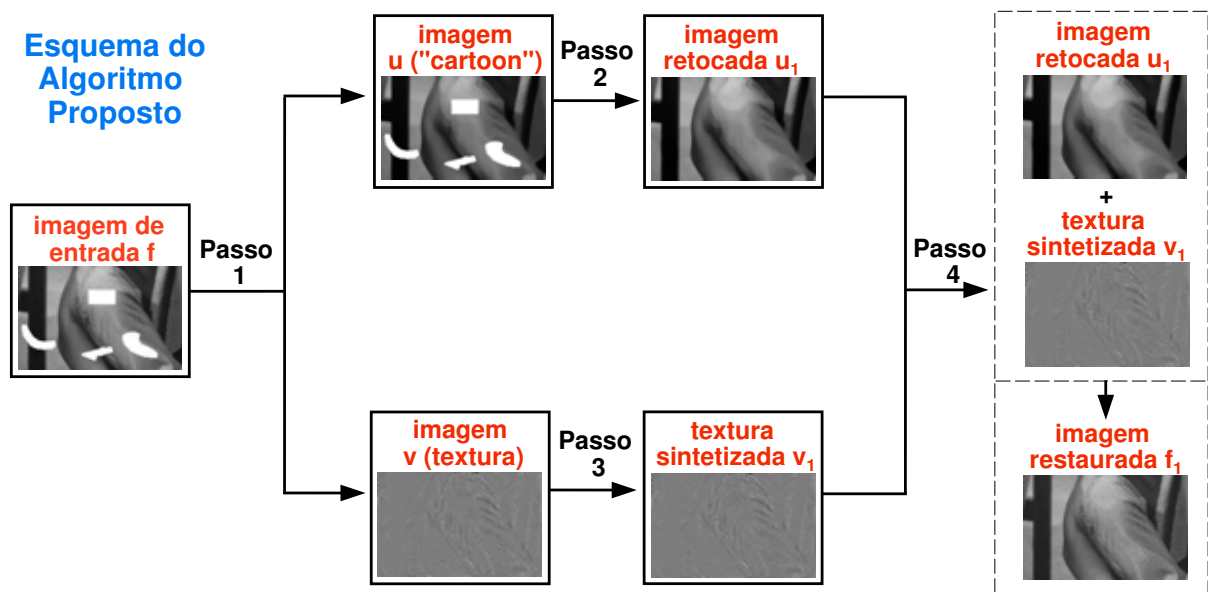 Esquema do
Algoritmo
Proposto
imagem de
entrada f
Passo
1
imagem
u ("cartoon")
Passo
2
imagem
retocada u₁
imagem
v (textura)
Passo
3
textura
sintetizada v₁
Passo
4
imagem
retocada u₁
+
textura
sintetizada v₁
imagem
restaurada f₁